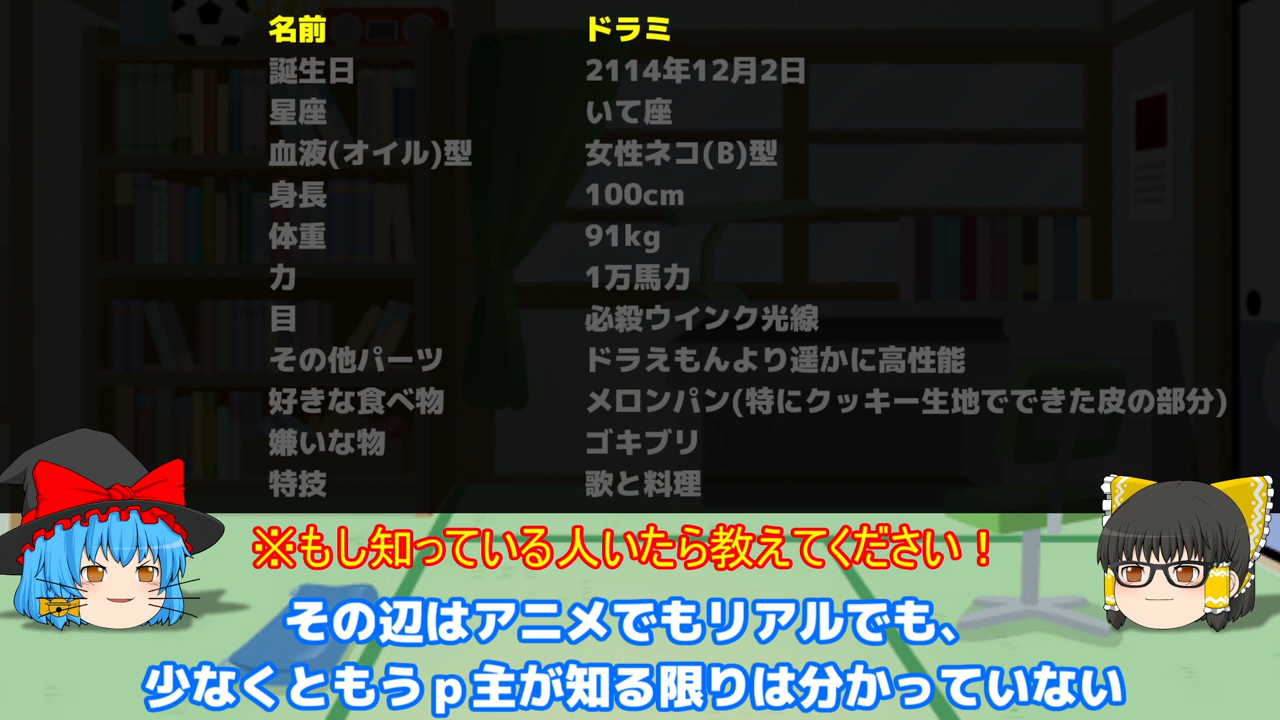 名前 ドラミ
誕生日 2114年12月2日
星座 いて座
血液(オイル)型 女性ネコ(B)型
身長 100cm
体重 91kg
力 1万馬力
目 必殺ウインク光線
その他パーツ ドラえもんより遥かに高性能
好きな食べ物 メロンパン(特にクッキー生地でできた皮の部分)
嫌いな物 ゴキブリ
特技 歌と料理
※もし知っている人いたら教えてください！
その辺はアニメでもリアルでも、
少なくともうｐ主が知る限りは分かっていない